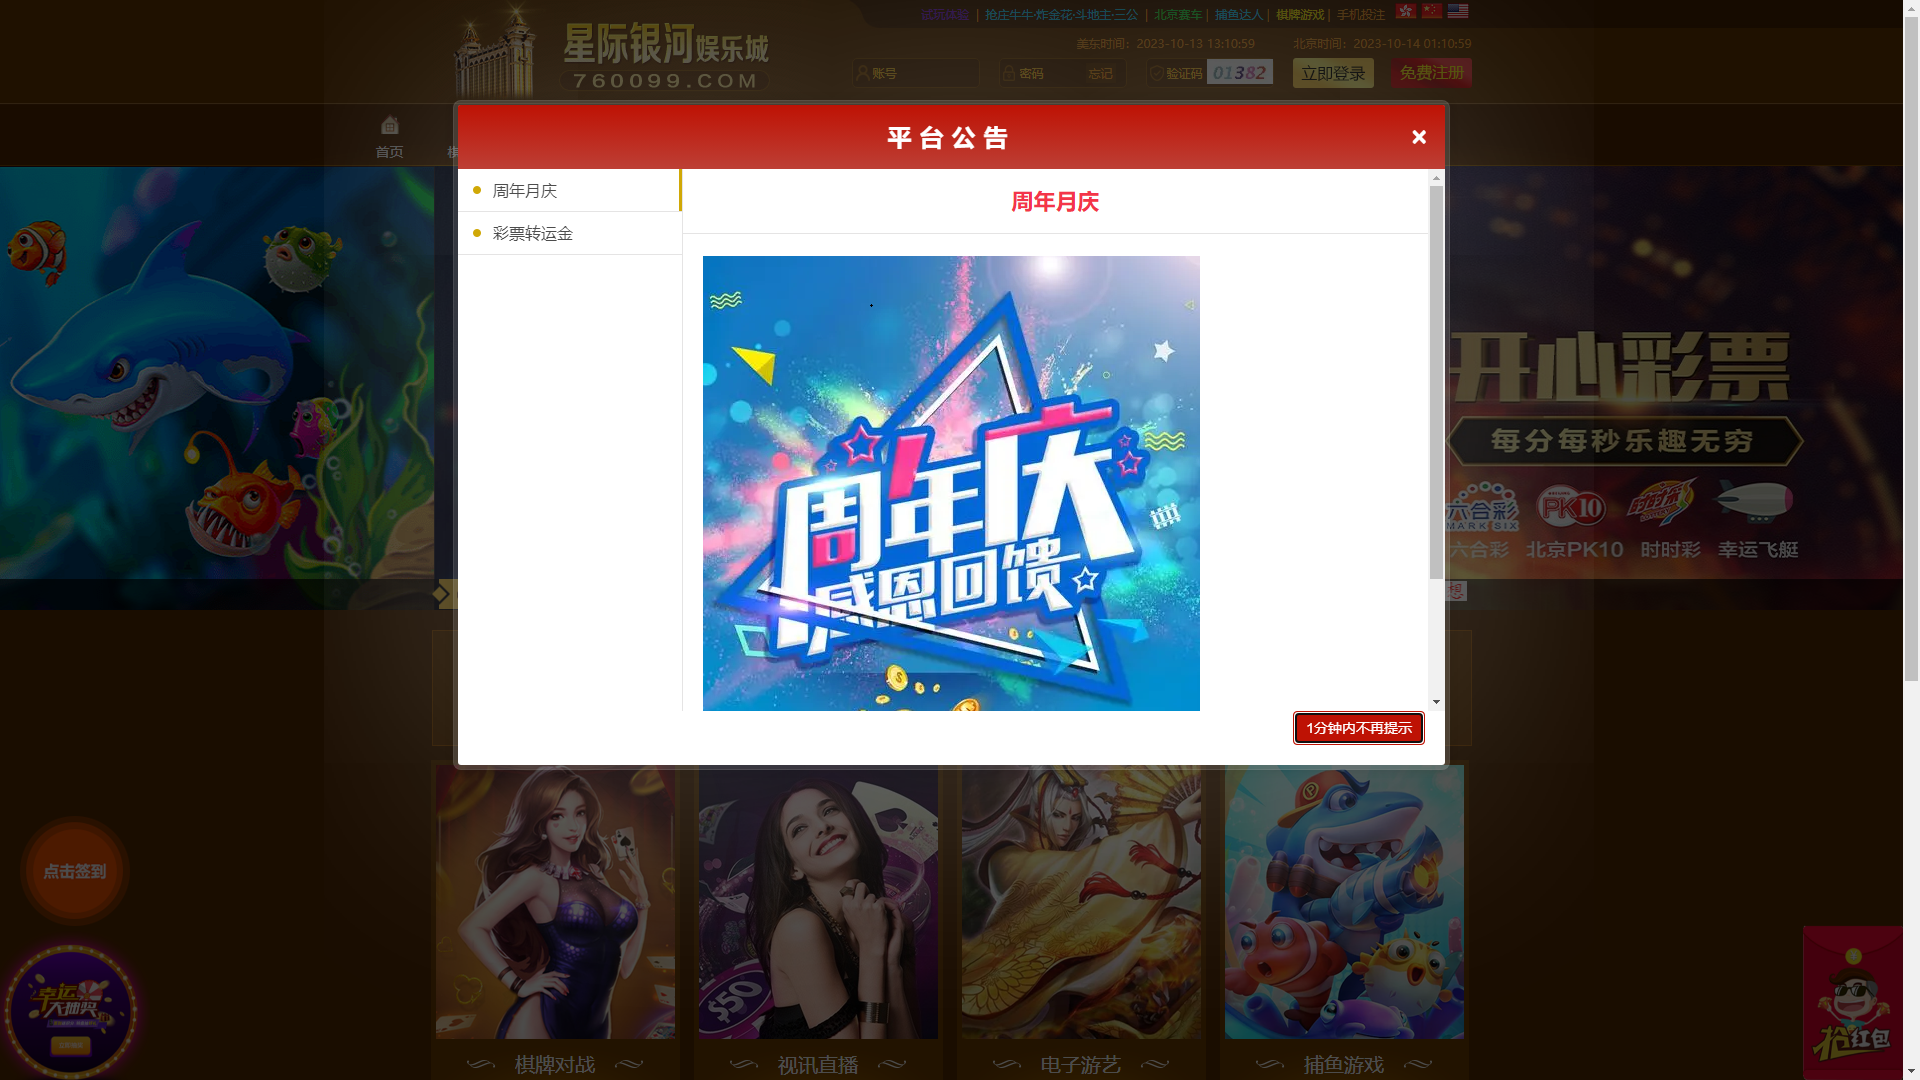 试玩体验 | 抢庄牛牛·炸金花·斗地主·三公 | 北京赛车 | 捕鱼达人 | 棋牌游戏 | 手机投注
美东时间：2023-10-13 13:10:59
北京时间：2023-10-14 01:10:59
星际银河娱乐城
760099.COM
账号
密码
忘记
验证码
01382
立即登录
免费注册
首页
平台公告
×
周年月庆
彩票转运金
周年月庆
周年庆
感恩回馈
1分钟内不再提示
开心彩票
每分每秒乐趣无穷
六合彩
MARK SIX
PK10
时时彩
六合彩
北京PK10
时时彩
幸运飞艇
想
点击签到
幸运
大抽奖
$50
抢红包
棋牌对战
视讯直播
电子游艺
捕鱼游戏